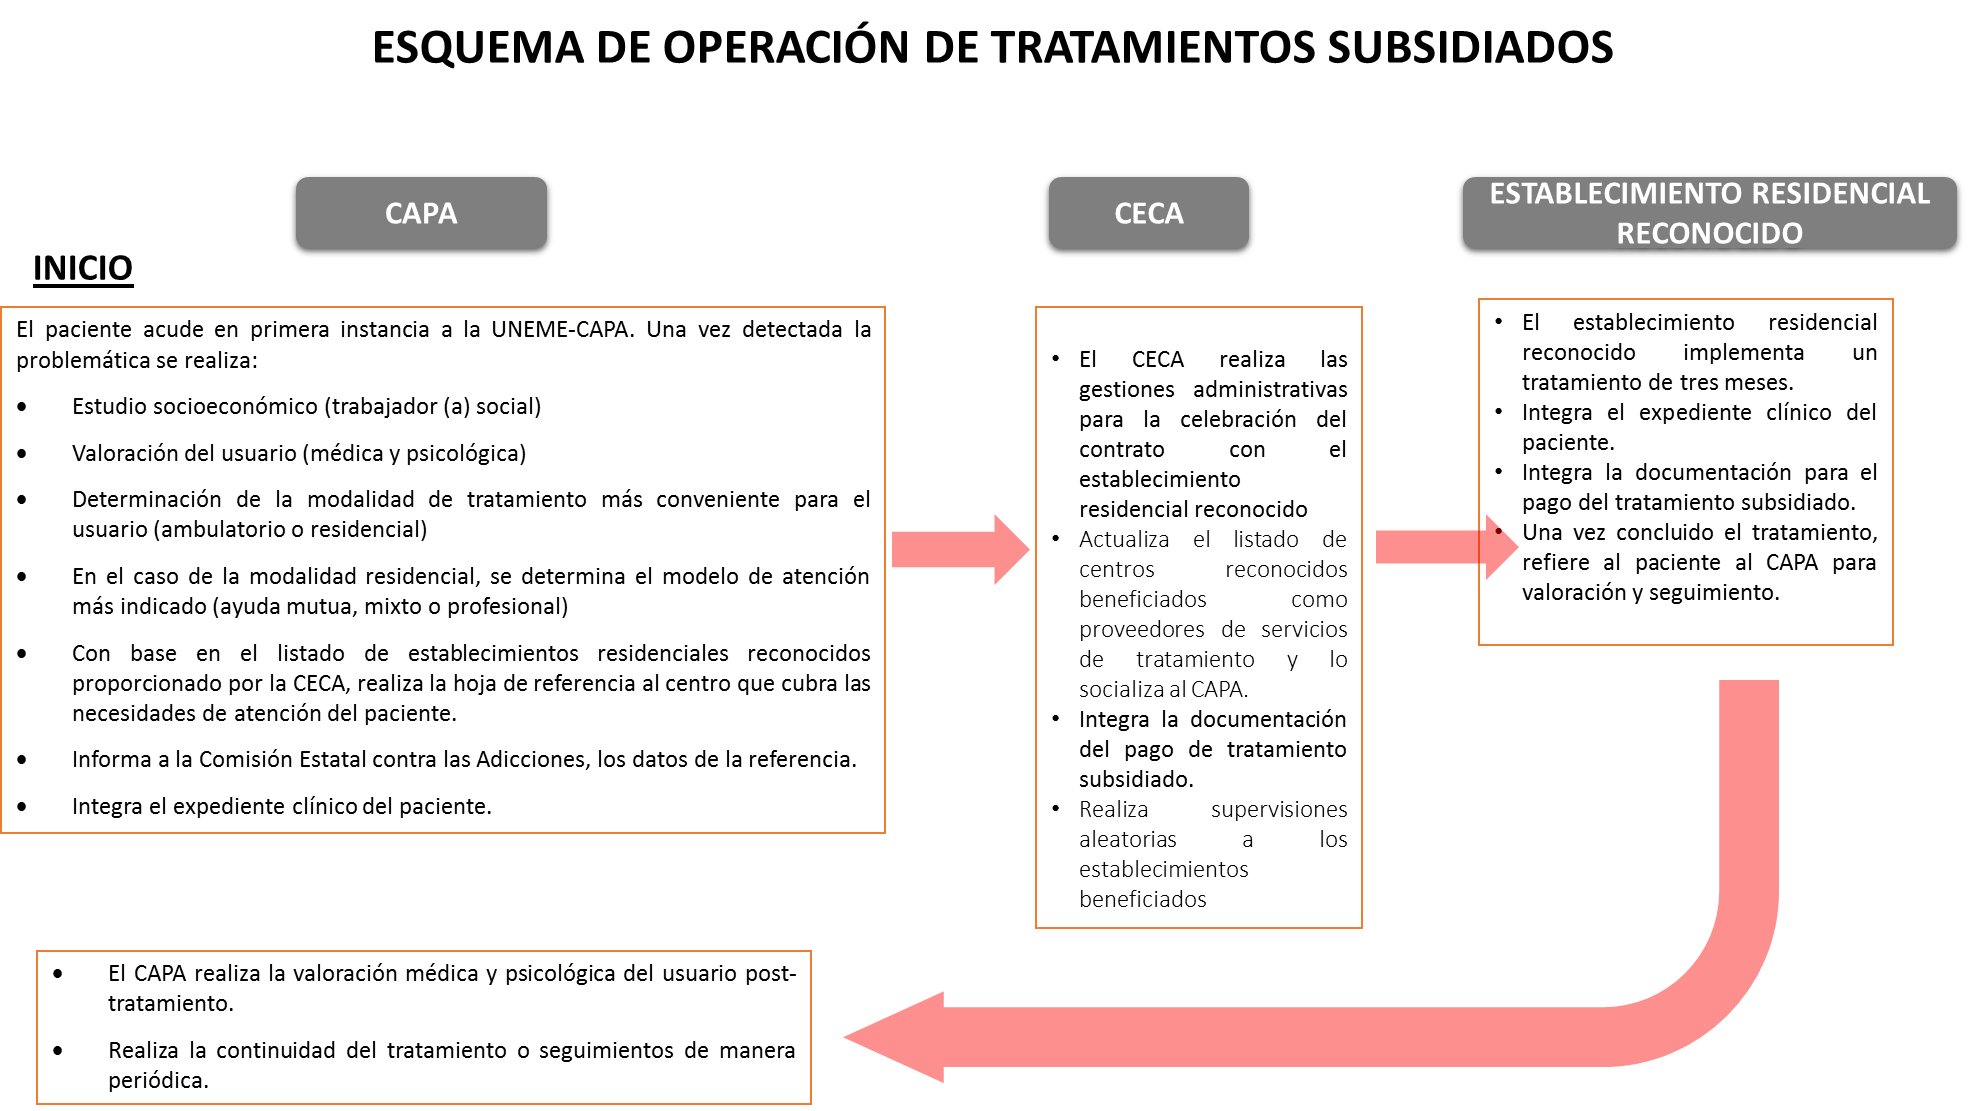 ESQUEMA DE OPERACIÓN DE TRATAMIENTOS SUBSIDIADOS
CAPA
INICIO
El paciente acude en primera instancia a la UNEME-CAPA. Una vez detectada la
problemática se realiza:
• Estudio socioeconómico (trabajador (a) social)
• Valoración del usuario (médica y psicológica)
• Determinación de la modalidad de tratamiento más conveniente para el
usuario (ambulatorio o residencial)
• En el caso de la modalidad residencial, se determina el modelo de atención
más indicado (ayuda mutua, mixto o profesional)
• Con base en el listado de establecimientos residenciales reconocidos
proporcionado por la CECA, realiza la hoja de referencia al centro que cubra las
necesidades de atención del paciente.
• Informa a la Comisión Estatal contra las Adicciones, los datos de la referencia.
• Integra el expediente clínico del paciente.
CECA
• El CECA realiza las
gestiones administrativas
para la celebración del
contrato con el
establecimiento
residencial reconocido
• Actualiza el listado de
centros reconocidos
beneficiados como
proveedores de servicios
de tratamiento y lo
socializa al CAPA.
• Integra la documentación
del pago de tratamiento
subsidiado.
• Realiza supervisiones
aleatorias a los
establecimientos
beneficiados
ESTABLECIMIENTO RESIDENCIAL
RECONOCIDO
• El establecimiento residencial
reconocido implementa un
tratamiento de tres meses.
• Integra el expediente clínico del
paciente.
• Integra la documentación para el
pago del tratamiento subsidiado.
• Una vez concluido el tratamiento,
refiere al paciente al CAPA para
valoración y seguimiento.
• El CAPA realiza la valoración médica y psicológica del usuario post-
tratamiento.
• Realiza la continuidad del tratamiento o seguimientos de manera
periódica.